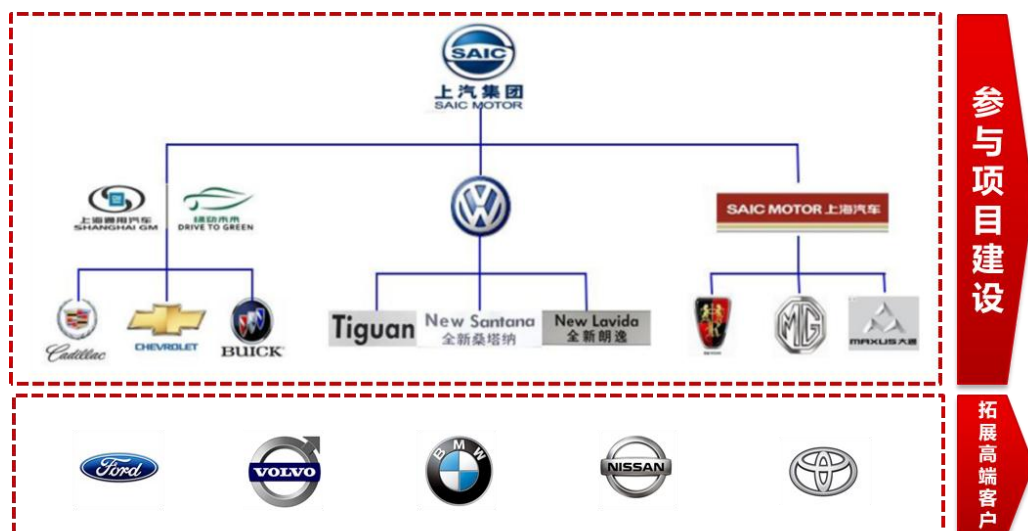 SAIC
上汽集团
SAIC MOTOR
参与项目建设
上海通用汽车
SHANGHAI GM
绿动未来
DRIVE TO GREEN
SAIC MOTOR 上海汽车
Cadillac
CHEVROLET
BUICK
Tiguan
New Santana
全新桑塔纳
New Lavida
全新朗逸
MG
MAXUS大通
拓展高端客户
Ford
VOLVO
BMW
NISSAN